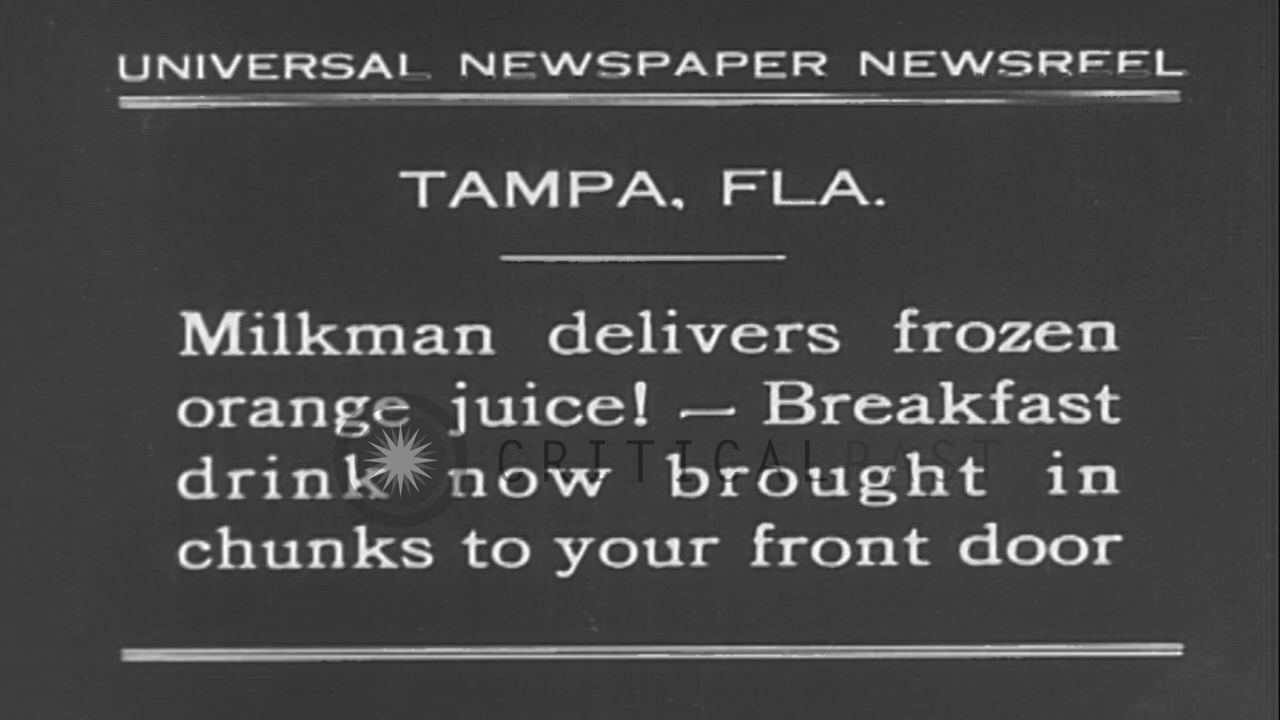 UNIVERSAL NEWSPAPER NEWSREEL
TAMPA, FLA.
Milkman delivers frozen
orange juice! — Breakfast
drink now brought in
chunks to your front door
CRITICALPAST